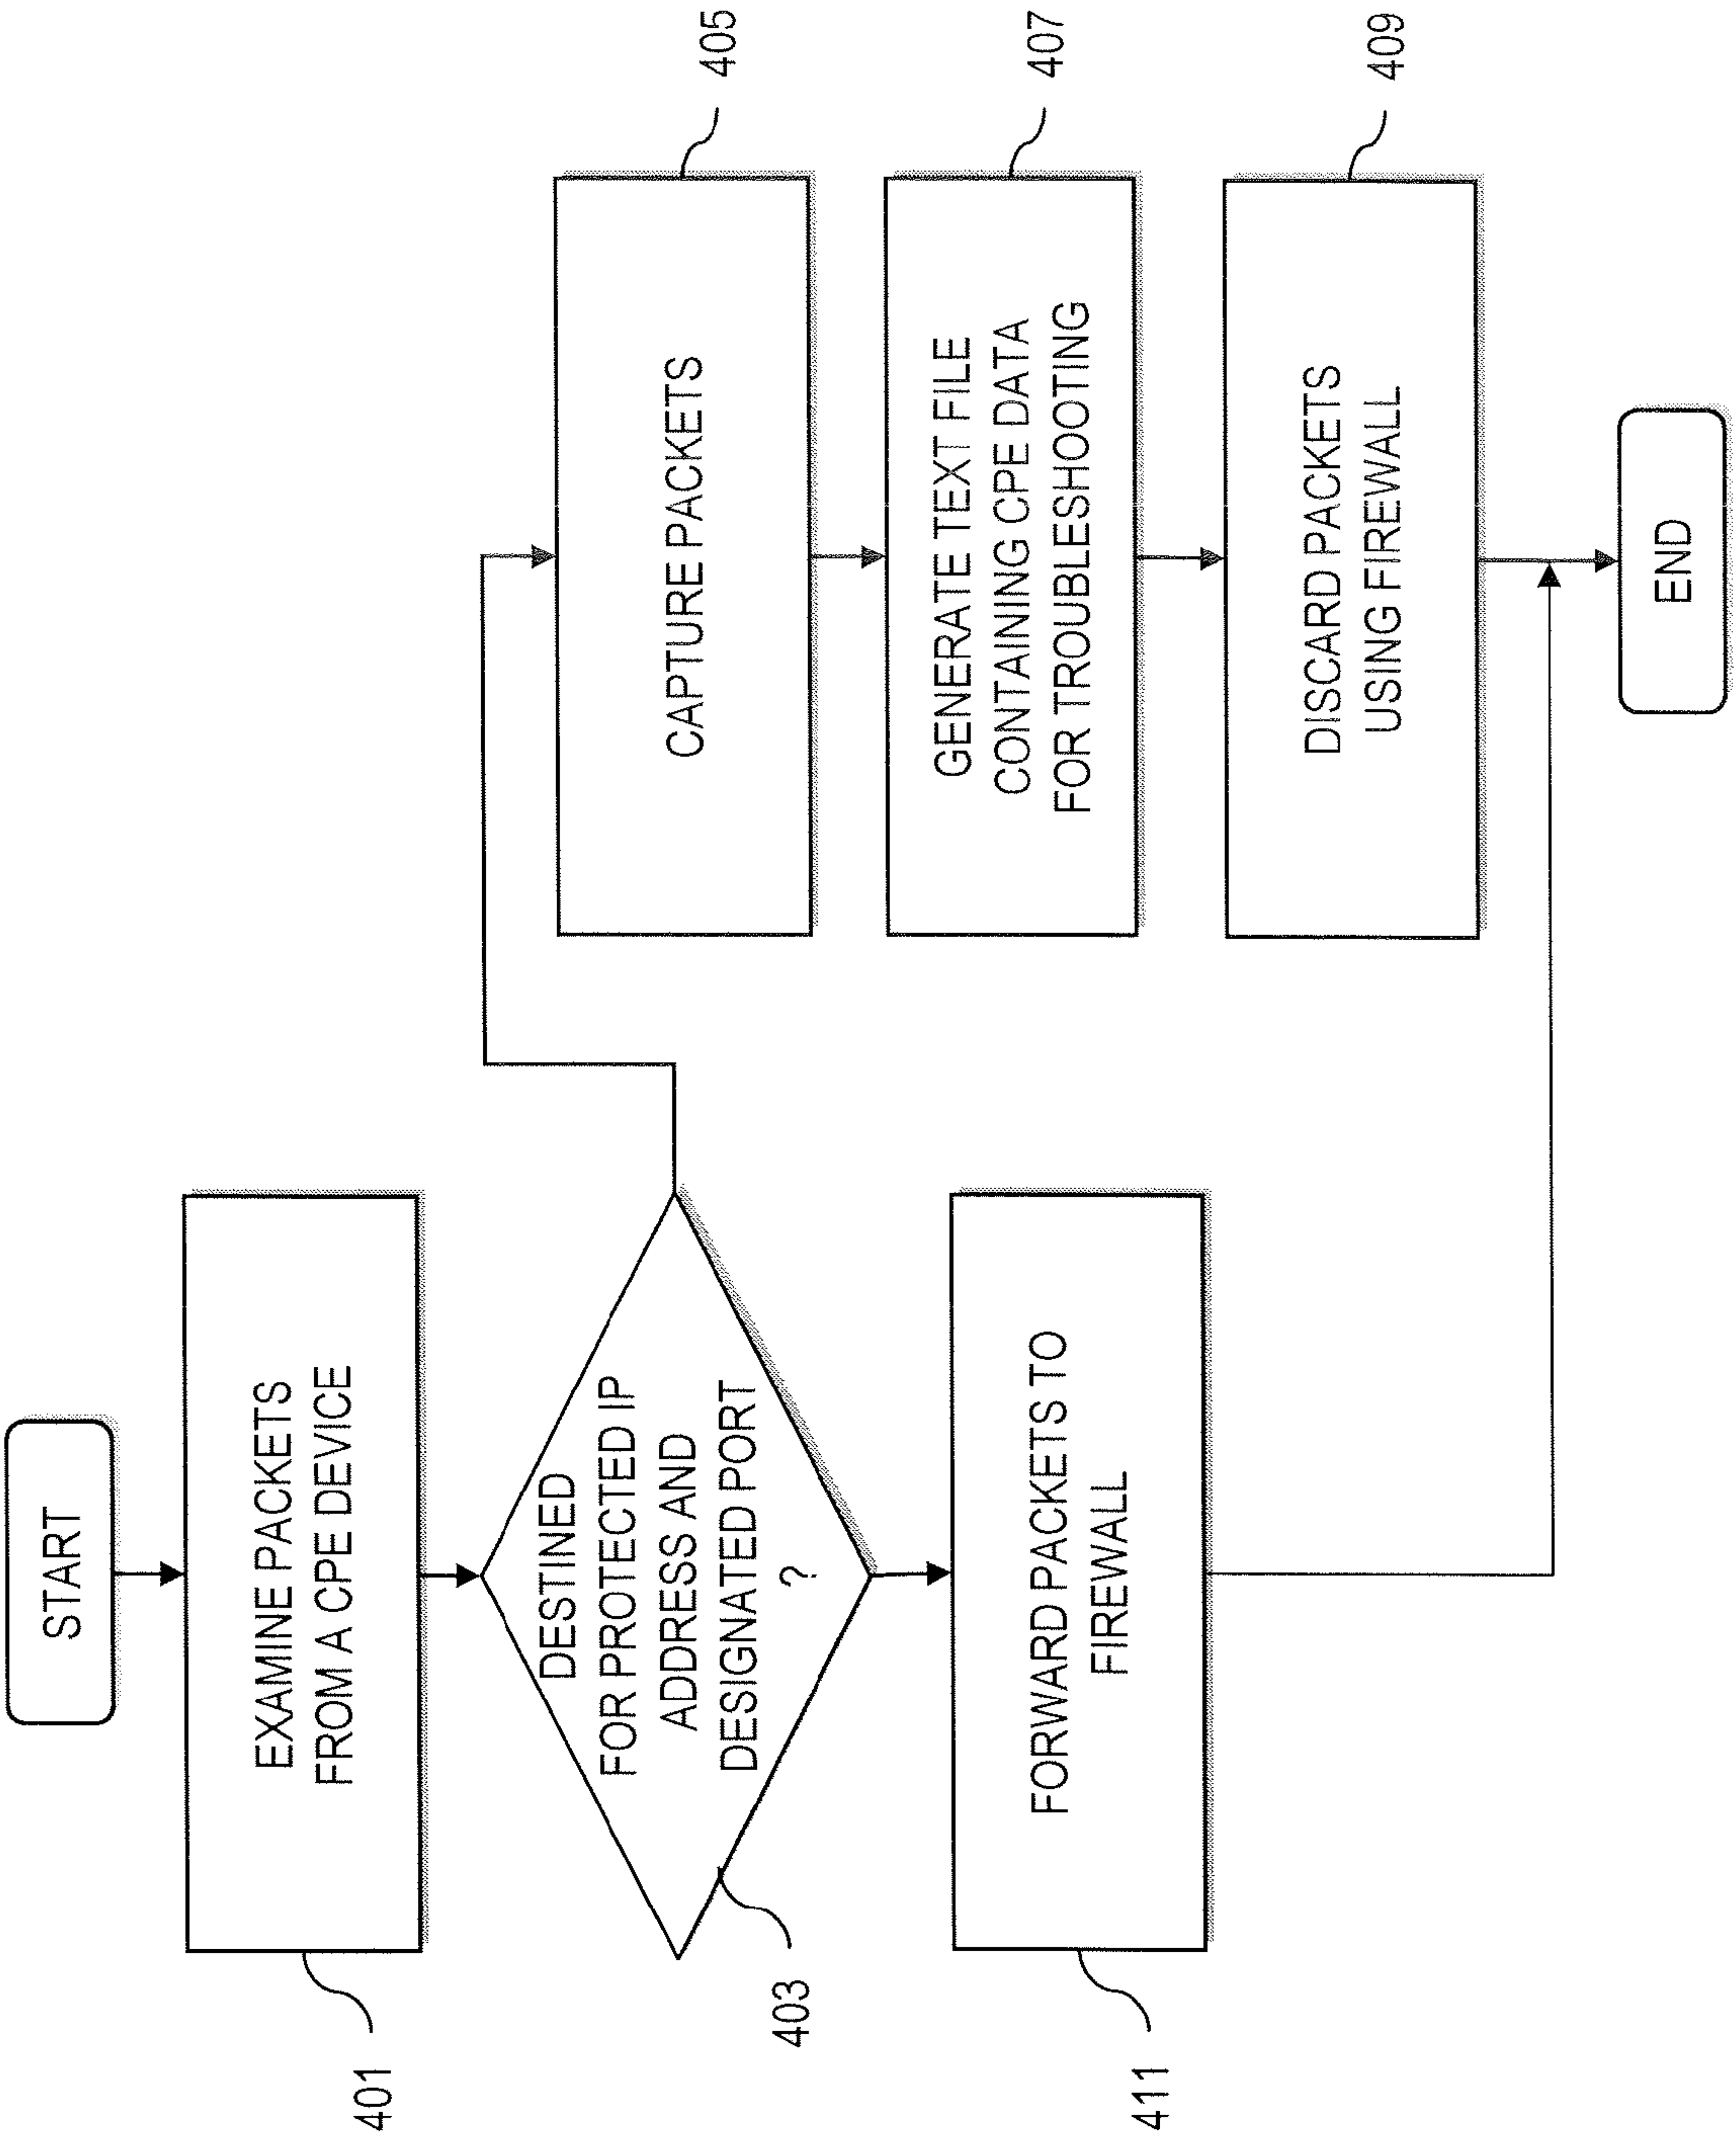 START
EXAMINE PACKETS
FROM A CPE DEVICE
401
DESTINED
FOR PROTECTED IP
ADDRESS AND
DESIGNATED PORT
?
403
FORWARD PACKETS TO
FIREWALL
411
CAPTURE PACKETS
405
GENERATE TEXT FILE
CONTAINING CPE DATA
FOR TROUBLESHOOTING
407
DISCARD PACKETS
USING FIREWALL
409
END